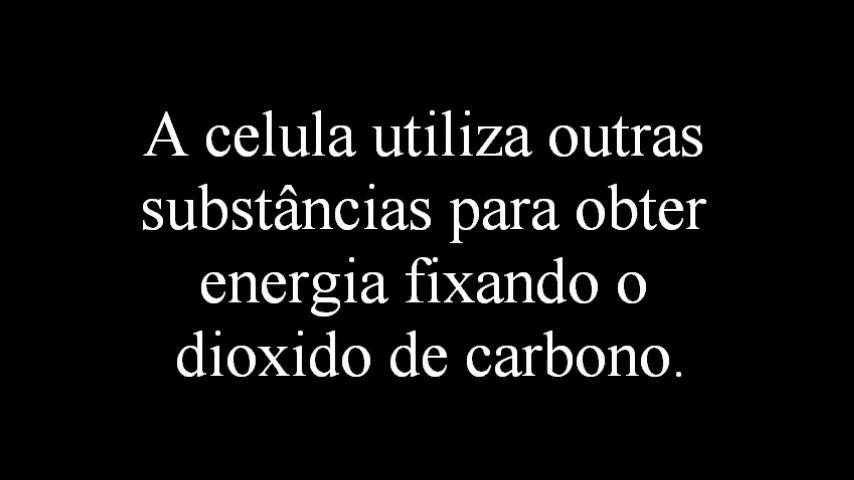 A celula utiliza outras
substâncias para obter
energia fixando o
dioxido de carbono.